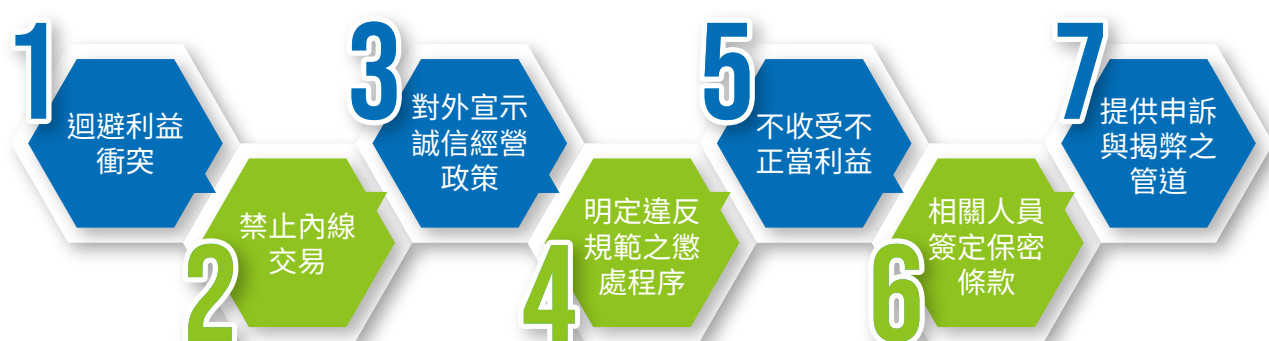 1
迴避利益
衝突
2
禁止內線
交易
3
對外宣示
誠信經營
政策
4
明定違反
規範之懲
處程序
5
不收受不
正當利益
6
相關人員
簽定保密
條款
7
提供申訴
與揭弊之
管道